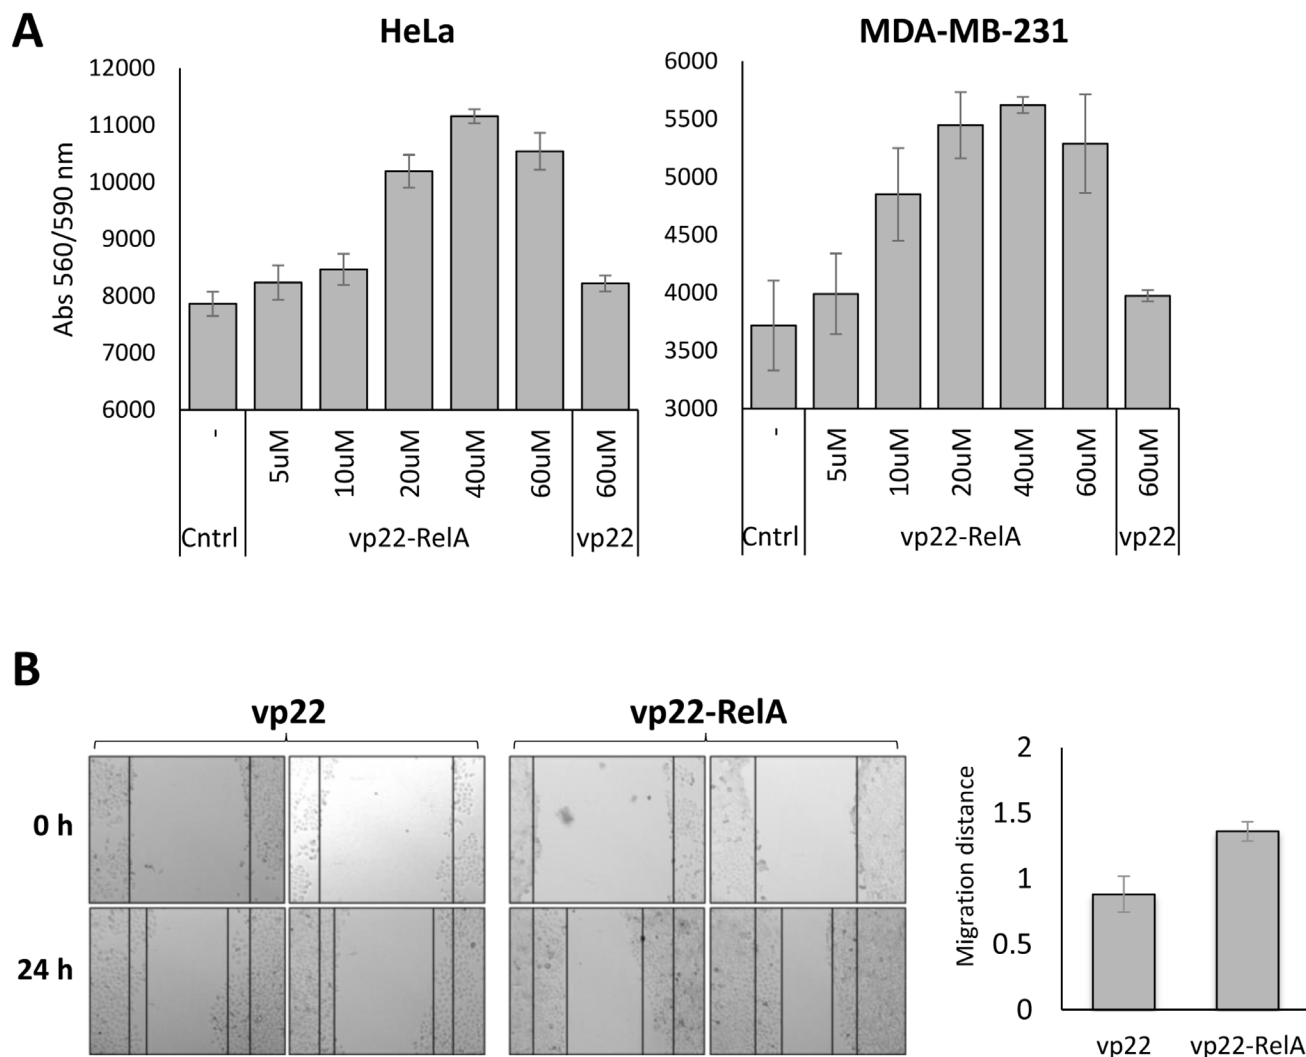 A
HeLa
MDA-MB-231
Abs 560/590 nm
12000
11000
10000
9000
8000
7000
6000
-
5uM
10uM
20uM
40uM
60uM
60uM
Cntrl
vp22-RelA
vp22
6000
5500
5000
4500
4000
3500
3000
-
5uM
10uM
20uM
40uM
60uM
60uM
Cntrl
vp22-RelA
vp22
B
vp22
vp22-RelA
0 h
24 h
Migration distance
2
1.5
1
0.5
0
vp22
vp22-RelA